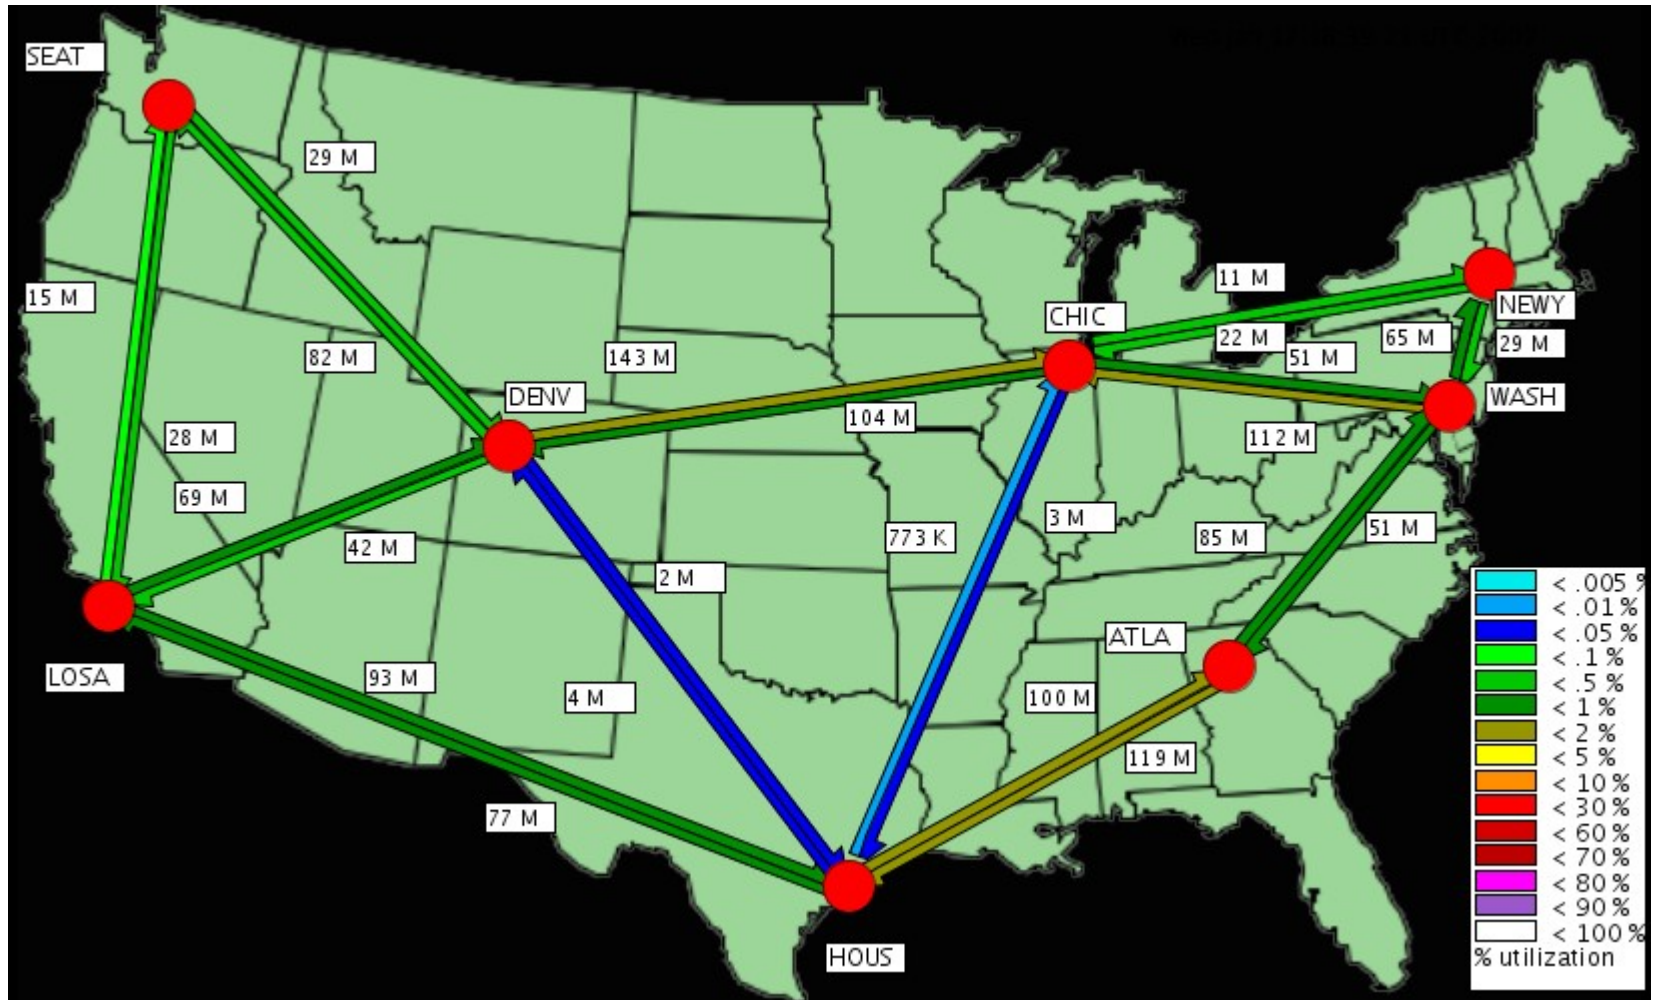 SEAT
29 M
11 M
15 M
NEWY
CHIC
22 M
65 M
29 M
82 M
143 M
51 M
DENV
WASH
104 M
28 M
112 M
69 M
3 M
51 M
773 K
85 M
42 M
2 M
ATLA
LOSA
93 M
4 M
100 M
119 M
77 M
HOUS
< .005 %
< .01 %
< .05 %
< .1 %
< .5 %
< 1 %
< 2 %
< 5 %
< 10 %
< 30 %
< 60 %
< 70 %
< 80 %
< 90 %
< 100%
% utilization